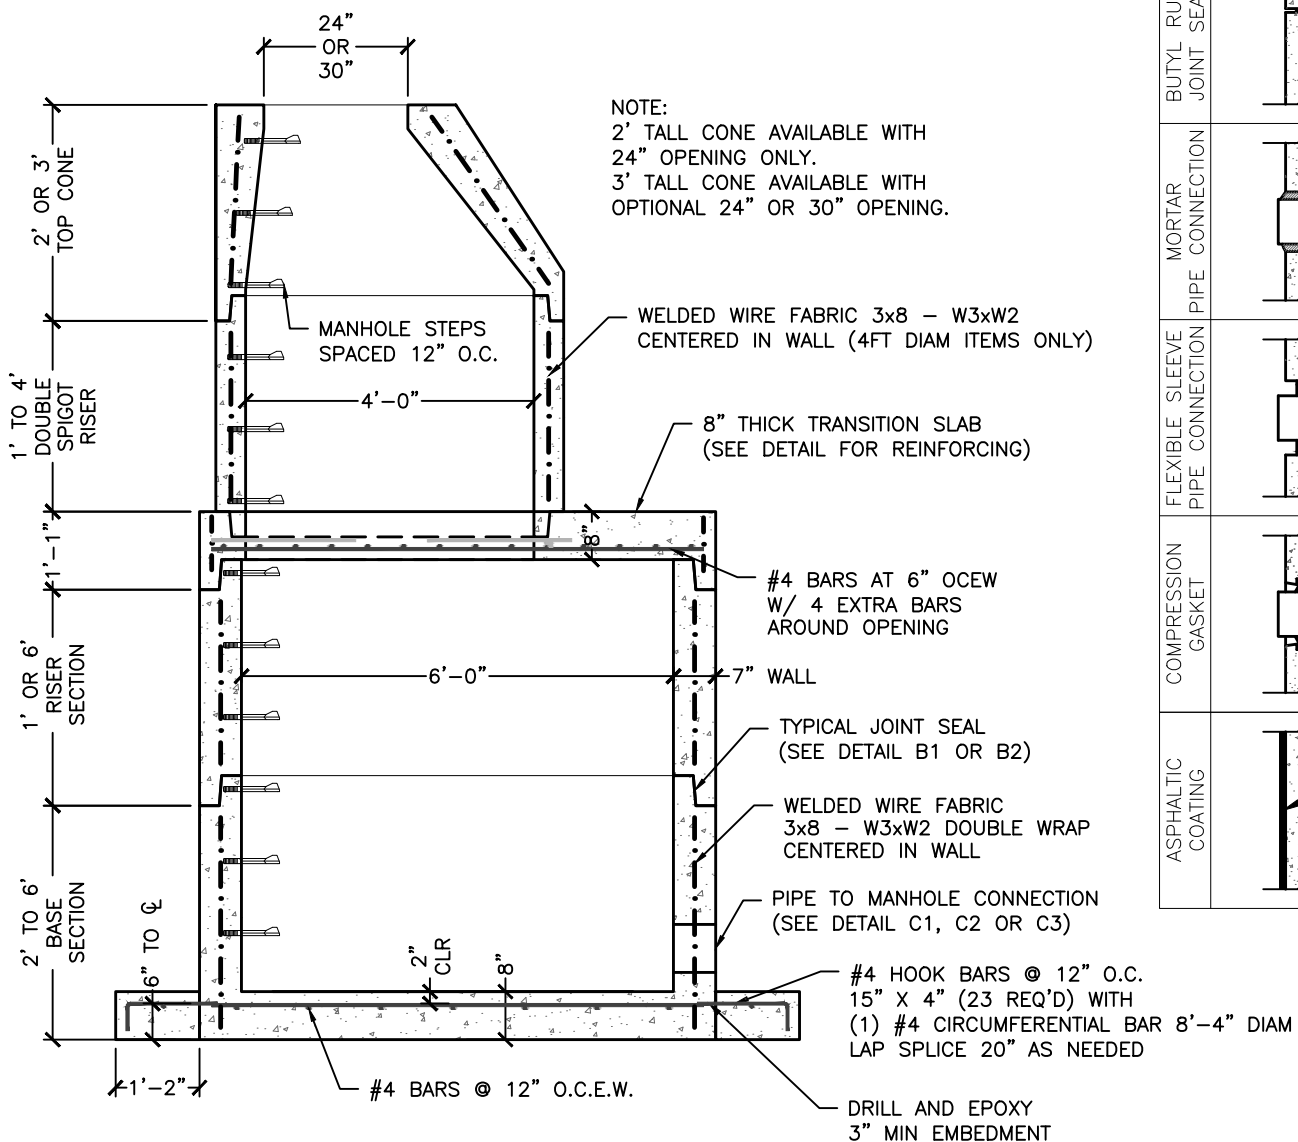 24"
OR
30"
NOTE:
2' TALL CONE AVAILABLE WITH
24" OPENING ONLY.
3' TALL CONE AVAILABLE WITH
OPTIONAL 24" OR 30" OPENING.
2' OR 3'
TOP CONE
MANHOLE STEPS
SPACED 12" O.C.
WELDED WIRE FABRIC 3x8 – W3xW2
CENTERED IN WALL (4FT DIAM ITEMS ONLY)
1' TO 4'
DOUBLE
SPIGOT
RISER
4'-0"
8" THICK TRANSITION SLAB
(SEE DETAIL FOR REINFORCING)
1'-1"
8"
#4 BARS AT 6" OCEW
W/ 4 EXTRA BARS
AROUND OPENING
1' OR 6'
RISER
SECTION
6'-0"
7" WALL
TYPICAL JOINT SEAL
(SEE DETAIL B1 OR B2)
WELDED WIRE FABRIC
3x8 – W3xW2 DOUBLE WRAP
CENTERED IN WALL
2' TO 6'
BASE
SECTION
6" TO ℄
2"
CLR
8"
PIPE TO MANHOLE CONNECTION
(SEE DETAIL C1, C2 OR C3)
#4 HOOK BARS @ 12" O.C.
15" X 4" (23 REQ'D) WITH
(1) #4 CIRCUMFERENTIAL BAR 8'-4" DIAM
LAP SPLICE 20" AS NEEDED
1'-2"
#4 BARS @ 12" O.C.E.W.
DRILL AND EPOXY
3" MIN EMBEDMENT
BUTYL RU
JOINT SEA
MORTAR
PIPE CONNECTION
FLEXIBLE SLEEVE
PIPE CONNECTION
COMPRESSION
GASKET
ASPHALTIC
COATING